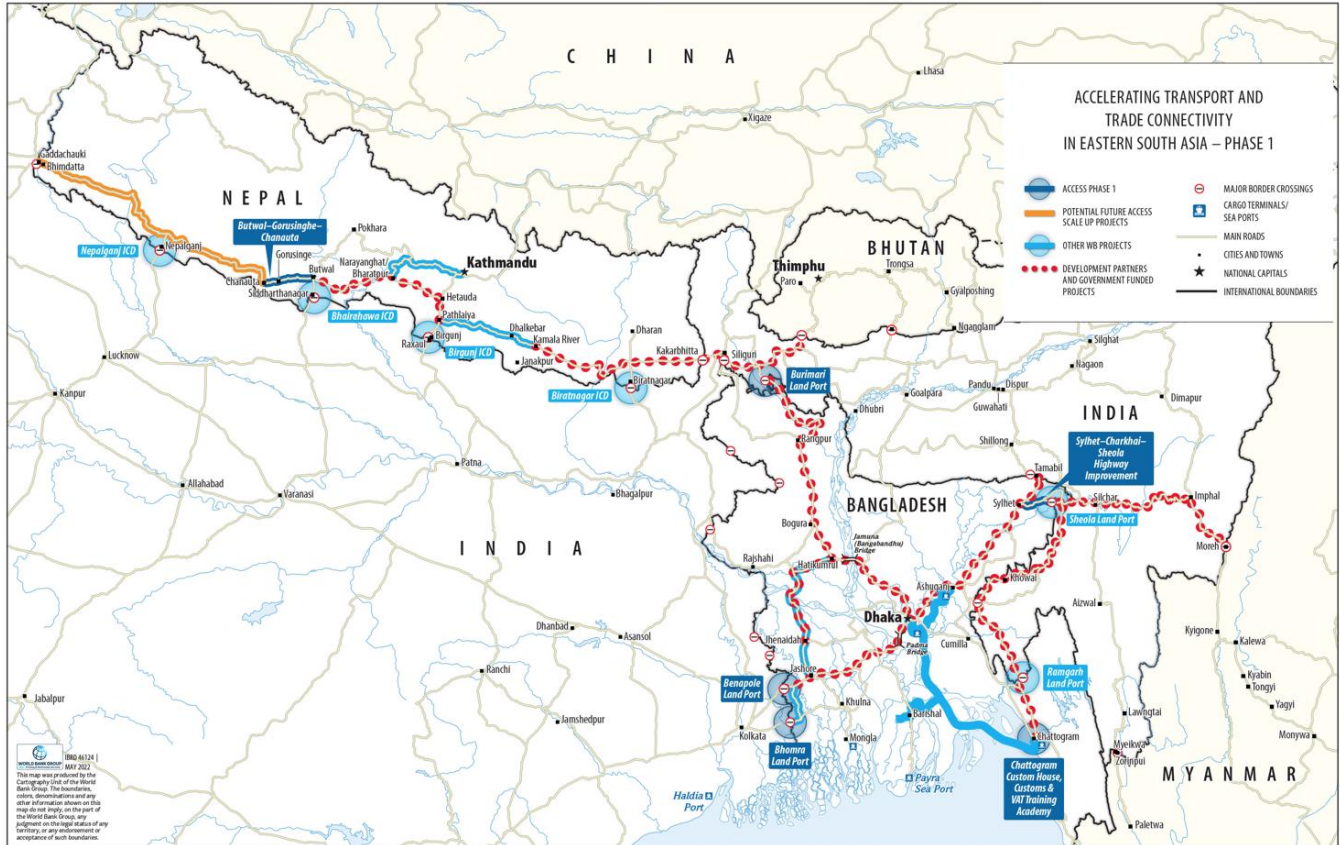 C H I N A
Lhasa
Xigaze
ACCELERATING TRANSPORT AND
TRADE CONNECTIVITY
IN EASTERN SOUTH ASIA – PHASE 1
ACCESS PHASE 1
POTENTIAL FUTURE ACCESS
SCALE UP PROJECTS
OTHER WB PROJECTS
DEVELOPMENT PARTNERS
AND GOVERNMENT FUNDED
PROJECTS
MAJOR BORDER CROSSINGS
CARGO TERMINALS/
SEA PORTS
MAIN ROADS
CITIES AND TOWNS
NATIONAL CAPITALS
INTERNATIONAL BOUNDARIES
Gaddachauki
Bhimdatta
N E P A L
Butwal–Gorusinghe–
Chanauta
Nepalganj ICD
Nepalganj
Gorusinge
Pokhara
Chanauta
Butwal
Narayanghat/
Bharatpur
Kathmandu
Siddharthanagar
Bhairahawa ICD
Hetauda
Pathlaiya
Birgunj
Raxaul
Birgunj ICD
Dhalkebar
Kamala River
Janakpur
Dharan
Kakarbhitta
Biratnagar
Biratnagar ICD
BHUTAN
Thimphu
Trongsa
Paro
Gyalposhing
Nganglam
Siliguri
Burimari
Land Port
Silghat
Nagaon
Goalpara
Pandu
Dispur
Guwahati
Dimapur
Dhubri
INDIA
Shillong
Lucknow
Kanpur
Patna
Allahabad
Varanasi
Bhagalpur
I N D I A
Rangpur
BANGLADESH
Tamabil
Sylhet–Charkhai–
Sheola
Highway
Improvement
Sylhet
Silchar
Imphal
Sheola Land Port
Moreh
Bogura
Jamuna
(Bangabandhu)
Bridge
Rajshahi
Hatikumrul
Ashuganj
Khowai
Aizwal
Dhaka
Padma
Bridge
Cumilla
Kyigone
Kalewa
Dhanbad
Asansol
Jhenaidah
Jashore
Ranchi
Benapole
Land Port
Ramgarh
Land Port
Kyabin
Tongyi
Yagyi
Jabalpur
Jamshedpur
Khulna
Barishal
Lawngtai
Kolkata
Mongla
Chattogram
Monywa
Bhomra
Land Port
Myeikwa
Zorinpui
Haldia
Port
Payra
Sea Port
Chattogram
Custom House,
Customs &
VAT Training
Academy
M Y A N M A R
Paletwa
WORLD BANK GROUP
IBRD 46124 |
MAY 2022
This map was produced by the
Cartography Unit of the World
Bank Group. The boundaries,
colors, denominations and any
other information shown on this
map do not imply, on the part of
the World Bank Group, any
judgment on the legal status of any
territory, or any endorsement or
acceptance of such boundaries.